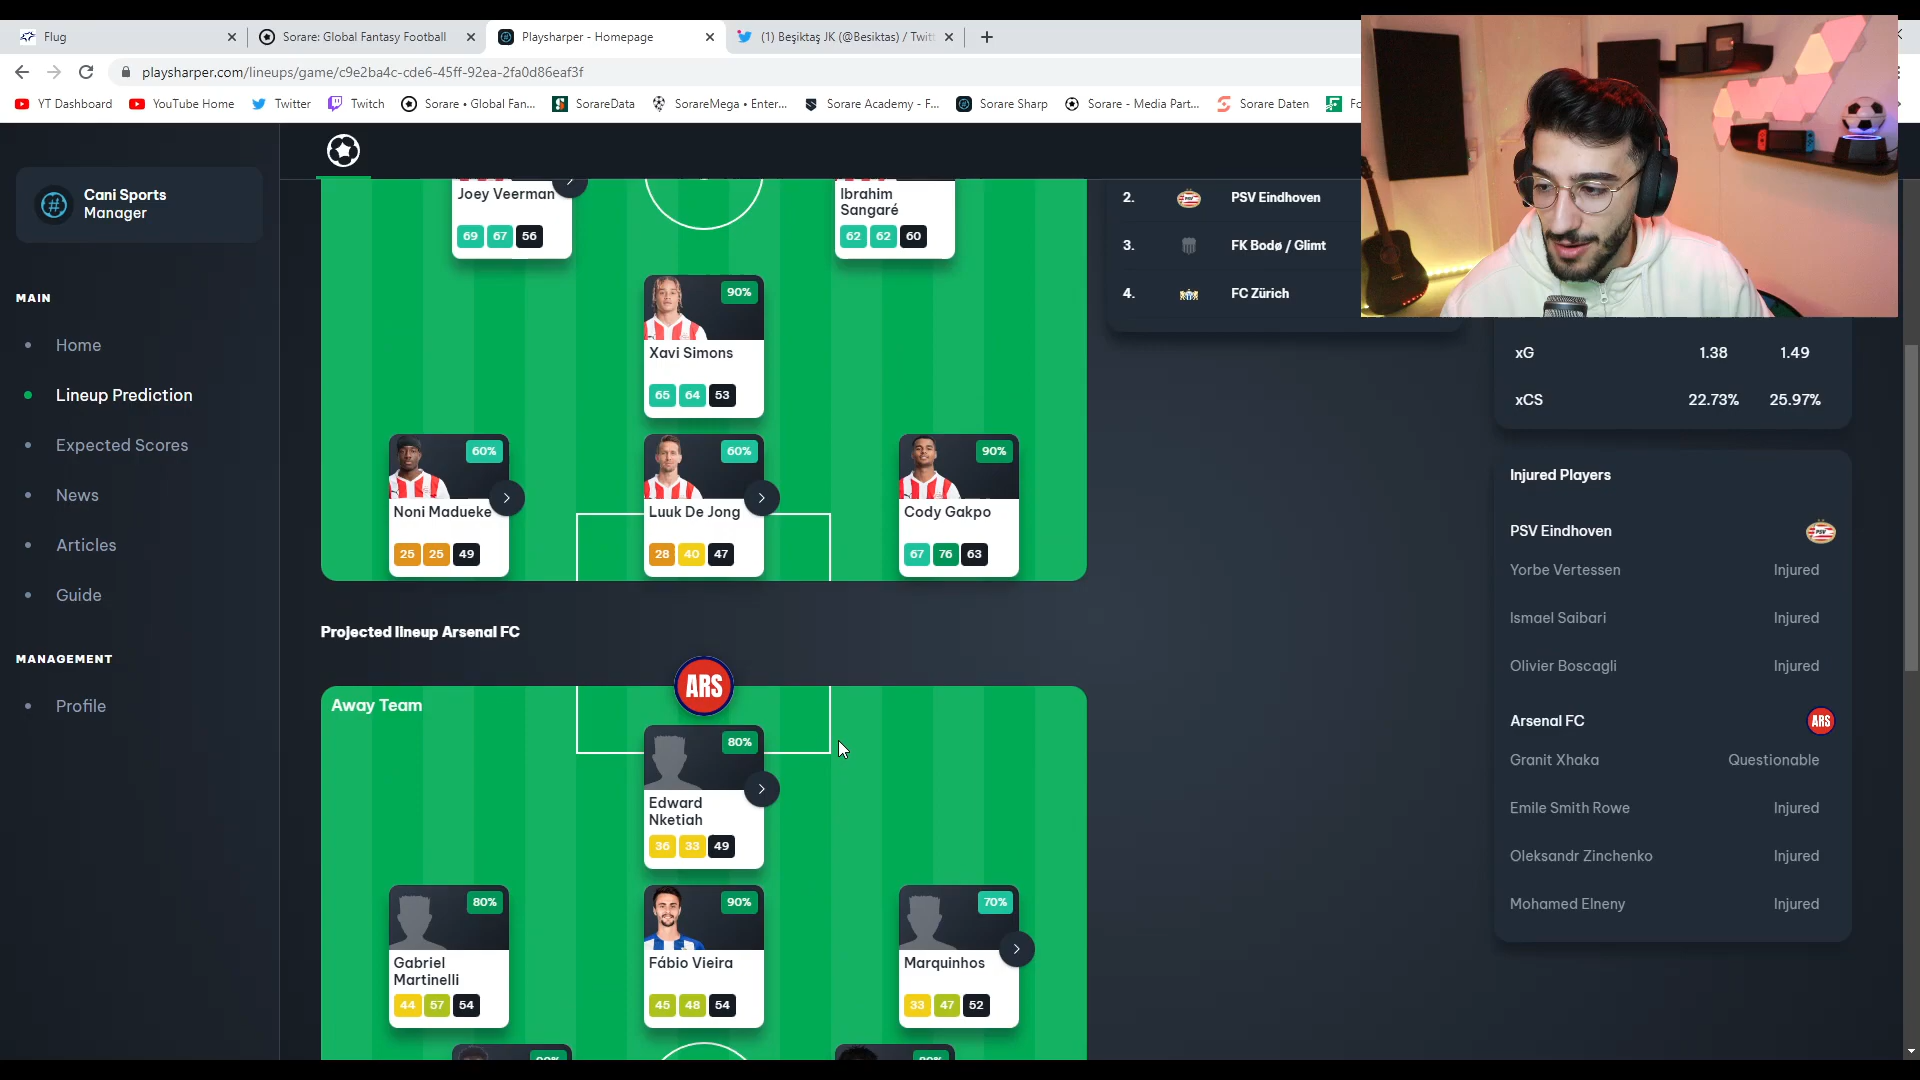 Flug
Sorare: Global Fantasy Football
Playsharper - Homepage
(1) Beşiktaş JK (@Besiktas) / Twit
playsharper.com/lineups/game/c9e2ba4c-cde6-45ff-92ea-2fa0d86eaf3f
YT Dashboard
YouTube Home
Twitter
Twitch
Sorare • Global Fan...
SorareData
SorareMega • Enter...
Sorare Academy - F...
Sorare Sharp
Sorare - Media Part...
Sorare Daten
Fo
Cani Sports
Manager
MAIN
Home
Lineup Prediction
Expected Scores
News
Articles
Guide
MANAGEMENT
Profile
Joey Veerman
69 67 56
Ibrahim
Sangaré
62 62 60
90%
Xavi Simons
65 64 53
60%
Noni Madueke
25 25 49
60%
Luuk De Jong
28 40 47
90%
Cody Gakpo
67 76 63
Projected lineup Arsenal FC
ARS
Away Team
80%
Edward
Nketiah
36 33 49
80%
Gabriel
Martinelli
44 57 54
90%
Fábio Vieira
45 48 54
70%
Marquinhos
33 47 52
2. PSV Eindhoven
3. FK Bodø / Glimt
4. FC Zürich
xG 1.38 1.49
xCS 22.73% 25.97%
Injured Players
PSV Eindhoven
Yorbe Vertessen Injured
Ismael Saibari Injured
Olivier Boscagli Injured
Arsenal FC ARS
Granit Xhaka Questionable
Emile Smith Rowe Injured
Oleksandr Zinchenko Injured
Mohamed Elneny Injured